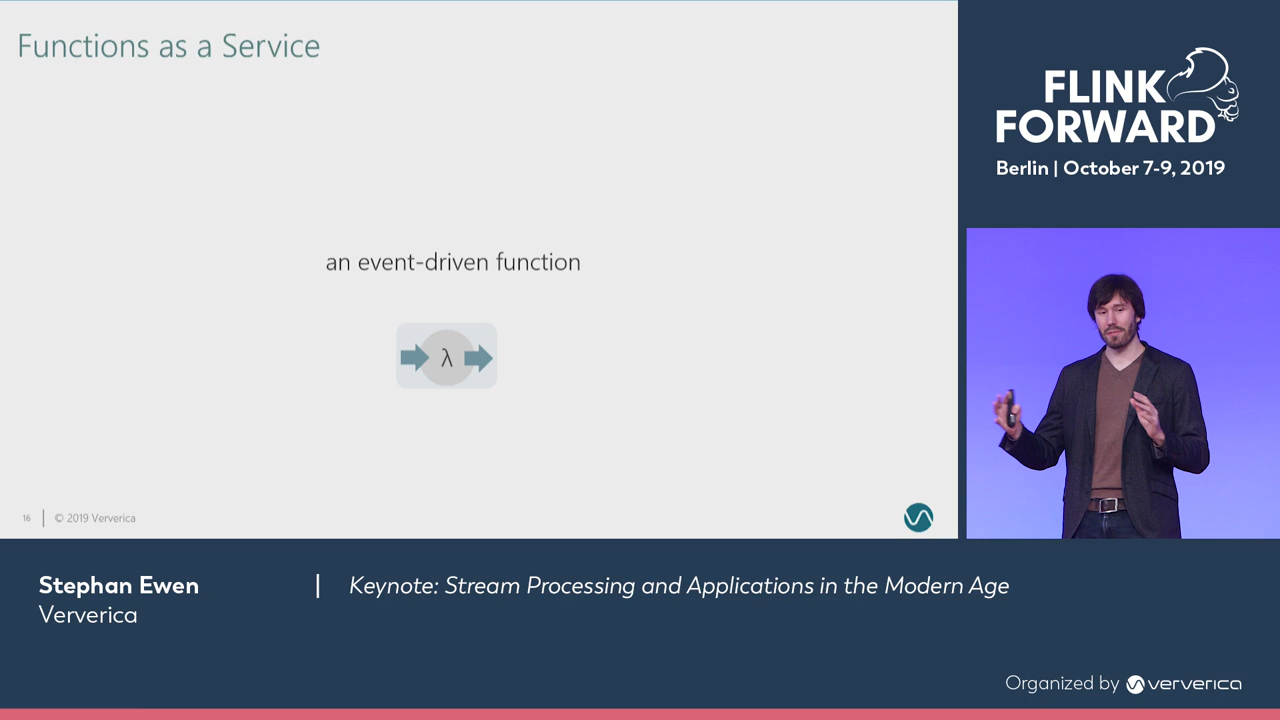 Functions as a Service
an event-driven function
λ
16 | © 2019 Ververica
FLINK
FORWARD
Berlin | October 7-9, 2019
Stephan Ewen | Keynote: Stream Processing and Applications in the Modern Age
Ververica
Organized by ververica